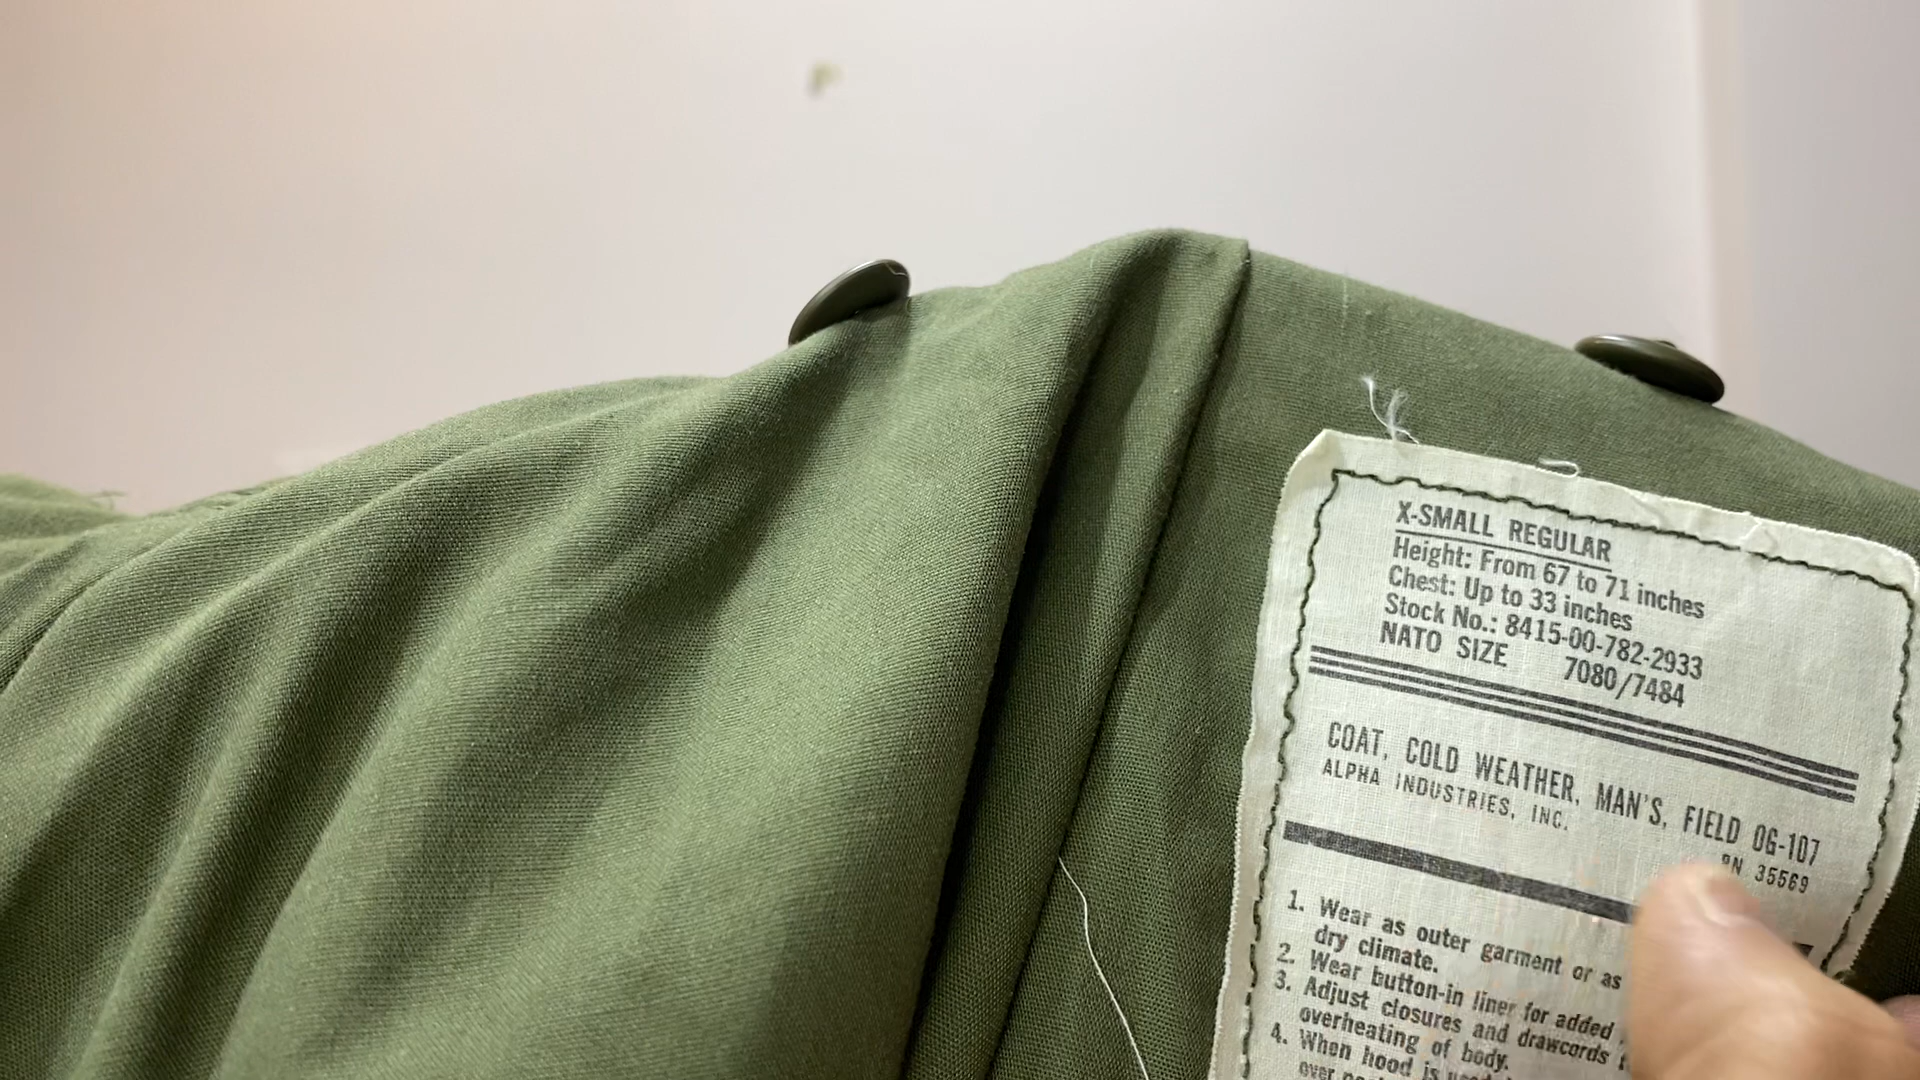 X-SMALL REGULAR
Height: From 67 to 71 inches
Chest: Up to 33 inches
Stock No.: 8415-00-782-2933
NATO SIZE 7080/7484
COAT, COLD WEATHER, MAN'S, FIELD OG-107
ALPHA INDUSTRIES, INC.
RN 35569
1. Wear as outer garment or as
dry climate.
2. Wear button-in liner for added
3. Adjust closures and drawcords
overheating of body.
4. When hood is
over